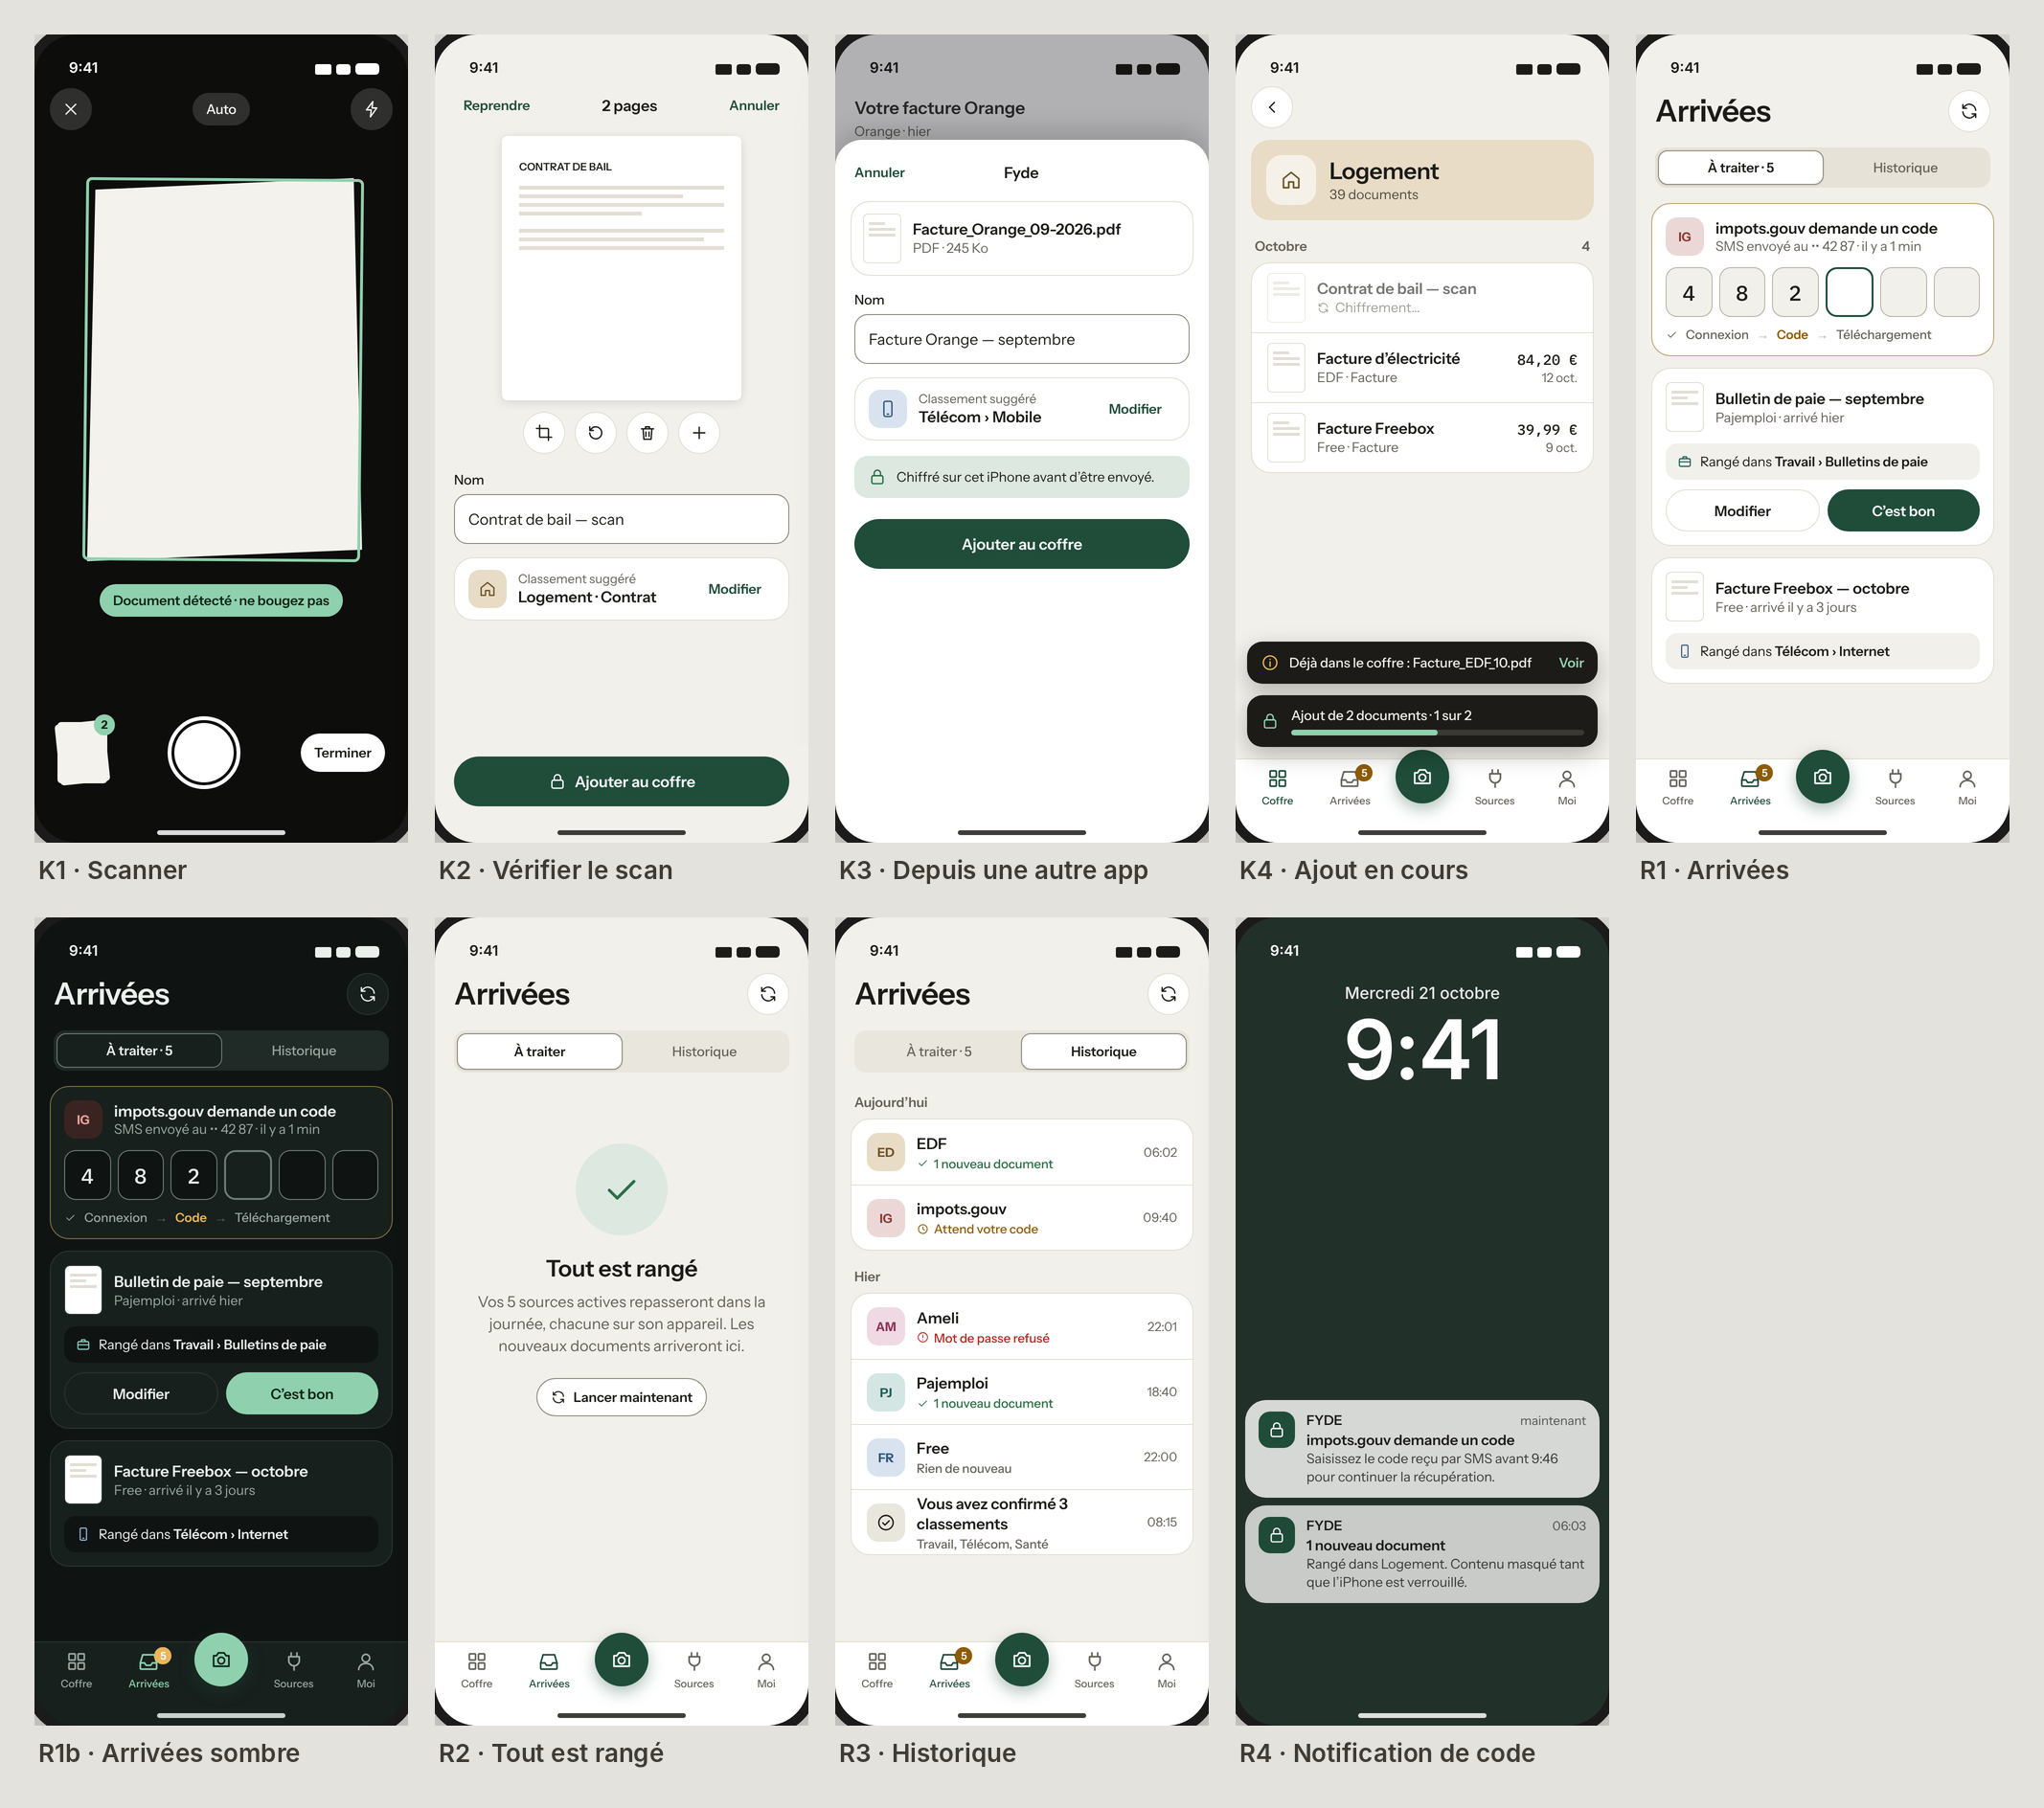 9:41
Auto
Document détecté · ne bougez pas
2
Terminer
K1 · Scanner
9:41
Reprendre
2 pages
Annuler
CONTRAT DE BAIL
Nom
Contrat de bail — scan
Classement suggéré
Logement · Contrat
Modifier
Ajouter au coffre
K2 · Vérifier le scan
9:41
Votre facture Orange
Orange · hier
Annuler
Fyde
Facture_Orange_09-2026.pdf
PDF · 245 Ko
Nom
Facture Orange — septembre
Classement suggéré
Télécom › Mobile
Modifier
Chiffré sur cet iPhone avant d’être envoyé.
Ajouter au coffre
K3 · Depuis une autre app
9:41
Logement
39 documents
Octobre
4
Contrat de bail — scan
Chiffrement…
Facture d’électricité
84,20 €
EDF · Facture
12 oct.
Facture Freebox
39,99 €
Free · Facture
9 oct.
Déjà dans le coffre : Facture_EDF_10.pdf
Voir
Ajout de 2 documents · 1 sur 2
Coffre
Arrivées
5
Sources
Moi
K4 · Ajout en cours
9:41
Arrivées
À traiter · 5
Historique
IG
impots.gouv demande un code
SMS envoyé au •• 42 87 · il y a 1 min
4 8 2
Connexion → Code → Téléchargement
Bulletin de paie — septembre
Pajemploi · arrivé hier
Rangé dans Travail › Bulletins de paie
Modifier
C’est bon
Facture Freebox — octobre
Free · arrivé il y a 3 jours
Rangé dans Télécom › Internet
Coffre
Arrivées
5
Sources
Moi
R1 · Arrivées
9:41
Arrivées
À traiter · 5
Historique
IG
impots.gouv demande un code
SMS envoyé au •• 42 87 · il y a 1 min
4 8 2
Connexion → Code → Téléchargement
Bulletin de paie — septembre
Pajemploi · arrivé hier
Rangé dans Travail › Bulletins de paie
Modifier
C’est bon
Facture Freebox — octobre
Free · arrivé il y a 3 jours
Rangé dans Télécom › Internet
Coffre
Arrivées
5
Sources
Moi
R1b · Arrivées sombre
9:41
Arrivées
À traiter
Historique
Tout est rangé
Vos 5 sources actives repasseront dans la
journée, chacune sur son appareil. Les
nouveaux documents arriveront ici.
Lancer maintenant
Coffre
Arrivées
Sources
Moi
R2 · Tout est rangé
9:41
Arrivées
À traiter · 5
Historique
Aujourd’hui
ED
EDF
1 nouveau document
06:02
IG
impots.gouv
Attend votre code
09:40
Hier
AM
Ameli
Mot de passe refusé
22:01
PJ
Pajemploi
1 nouveau document
18:40
FR
Free
Rien de nouveau
22:00
Vous avez confirmé 3
classements
Travail, Télécom, Santé
08:15
Coffre
Arrivées
5
Sources
Moi
R3 · Historique
9:41
Mercredi 21 octobre
9:41
FYDE
maintenant
impots.gouv demande un code
Saisissez le code reçu par SMS avant 9:46
pour continuer la récupération.
FYDE
06:03
1 nouveau document
Rangé dans Logement. Contenu masqué tant
que l’iPhone est verrouillé.
R4 · Notification de code